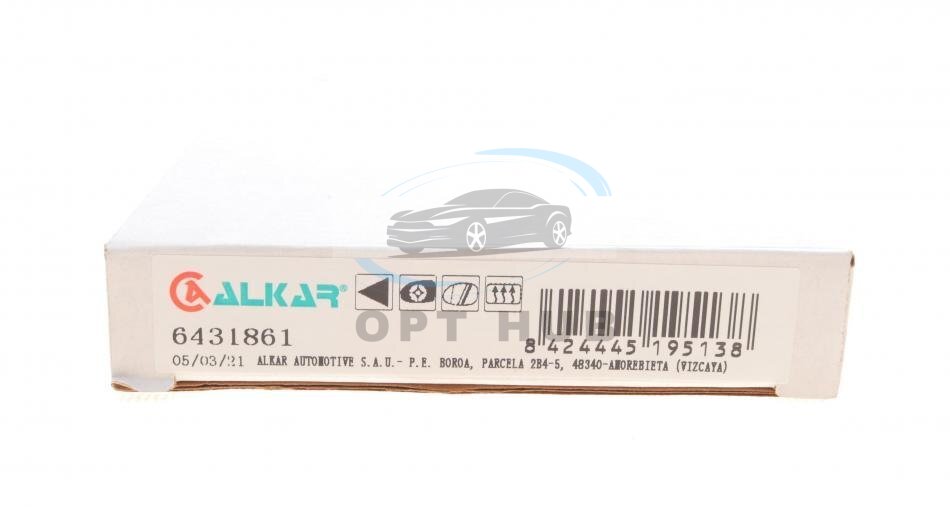 ALKAR®
6431861
8 424445 195138
05/03/21 ALKAR AUTOMOTIVE S.A.U.- P.E. BOROA, PARCELA 2B4-5, 48340-AMOREBIETA (VIZCAYA)
OPT HUB